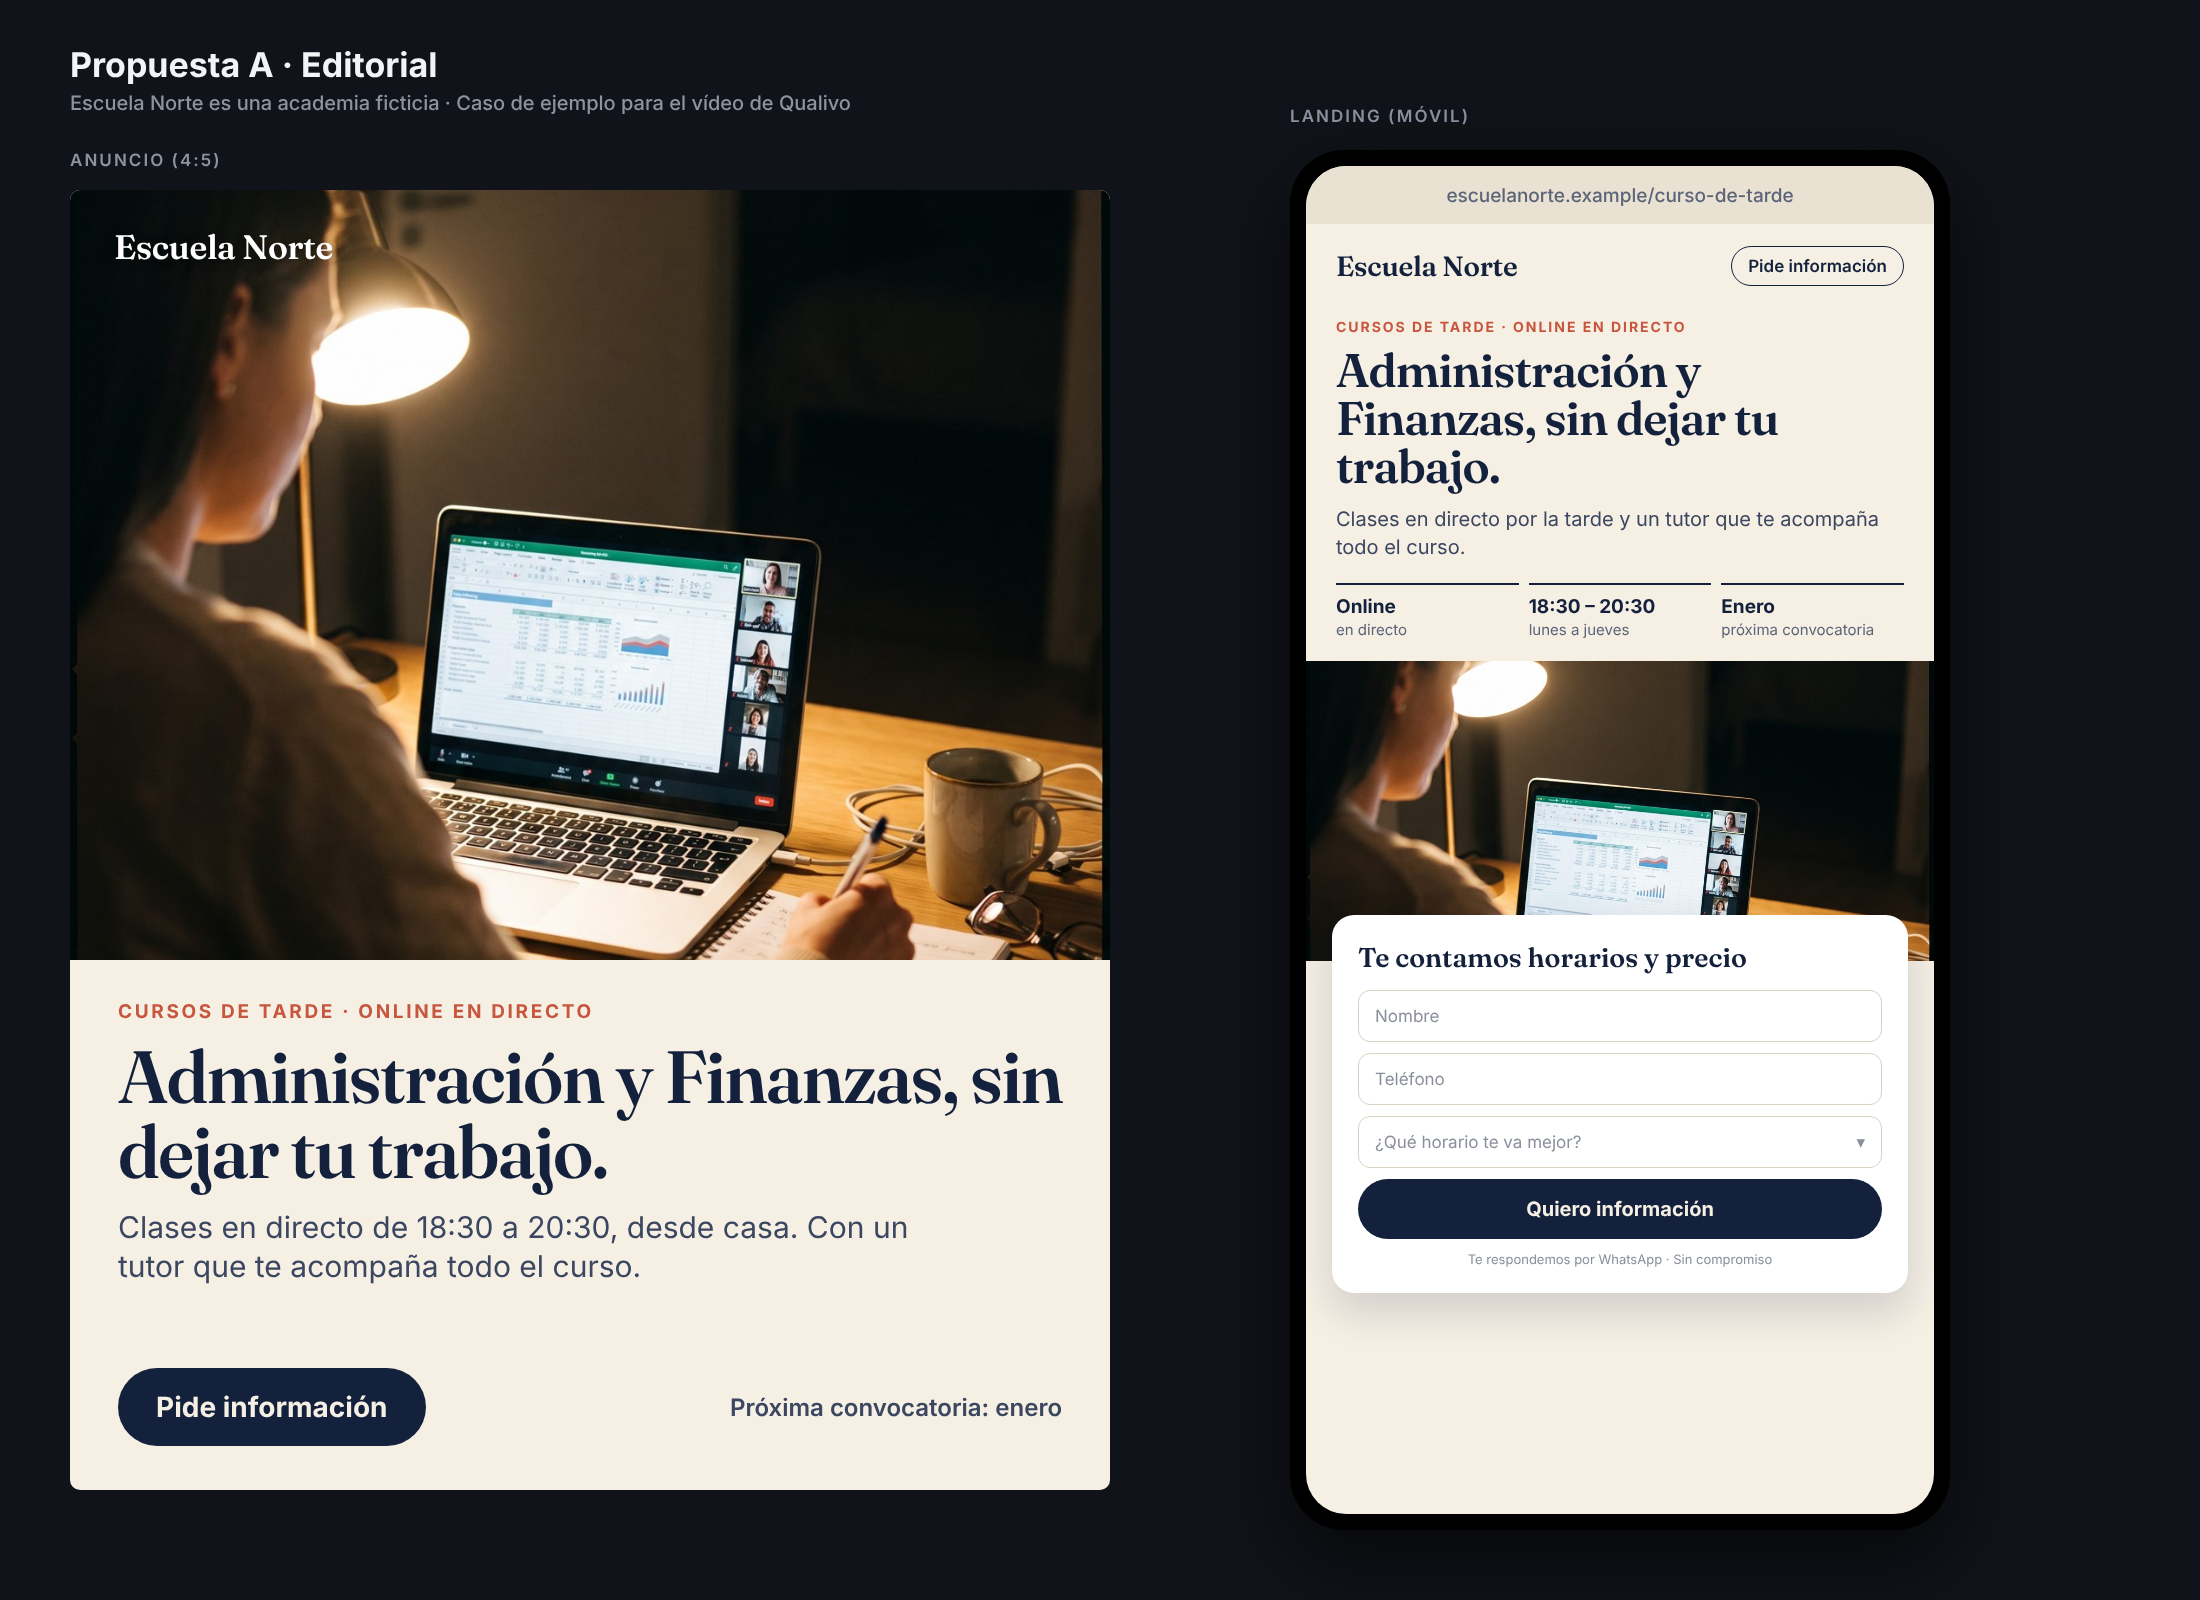 Propuesta A · Editorial
Escuela Norte es una academia ficticia · Caso de ejemplo para el vídeo de Qualivo
ANUNCIO (4:5)
Escuela Norte
CURSOS DE TARDE · ONLINE EN DIRECTO
Administración y Finanzas, sin
dejar tu trabajo.
Clases en directo de 18:30 a 20:30, desde casa. Con un
tutor que te acompaña todo el curso.
Pide información
Próxima convocatoria: enero
LANDING (MÓVIL)
escuelanorte.example/curso-de-tarde
Escuela Norte
Pide información
CURSOS DE TARDE · ONLINE EN DIRECTO
Administración y
Finanzas, sin dejar tu
trabajo.
Clases en directo por la tarde y un tutor que te acompaña
todo el curso.
Online
en directo
18:30 – 20:30
lunes a jueves
Enero
próxima convocatoria
Te contamos horarios y precio
Nombre
Teléfono
¿Qué horario te va mejor?
Quiero información
Te respondemos por WhatsApp · Sin compromiso